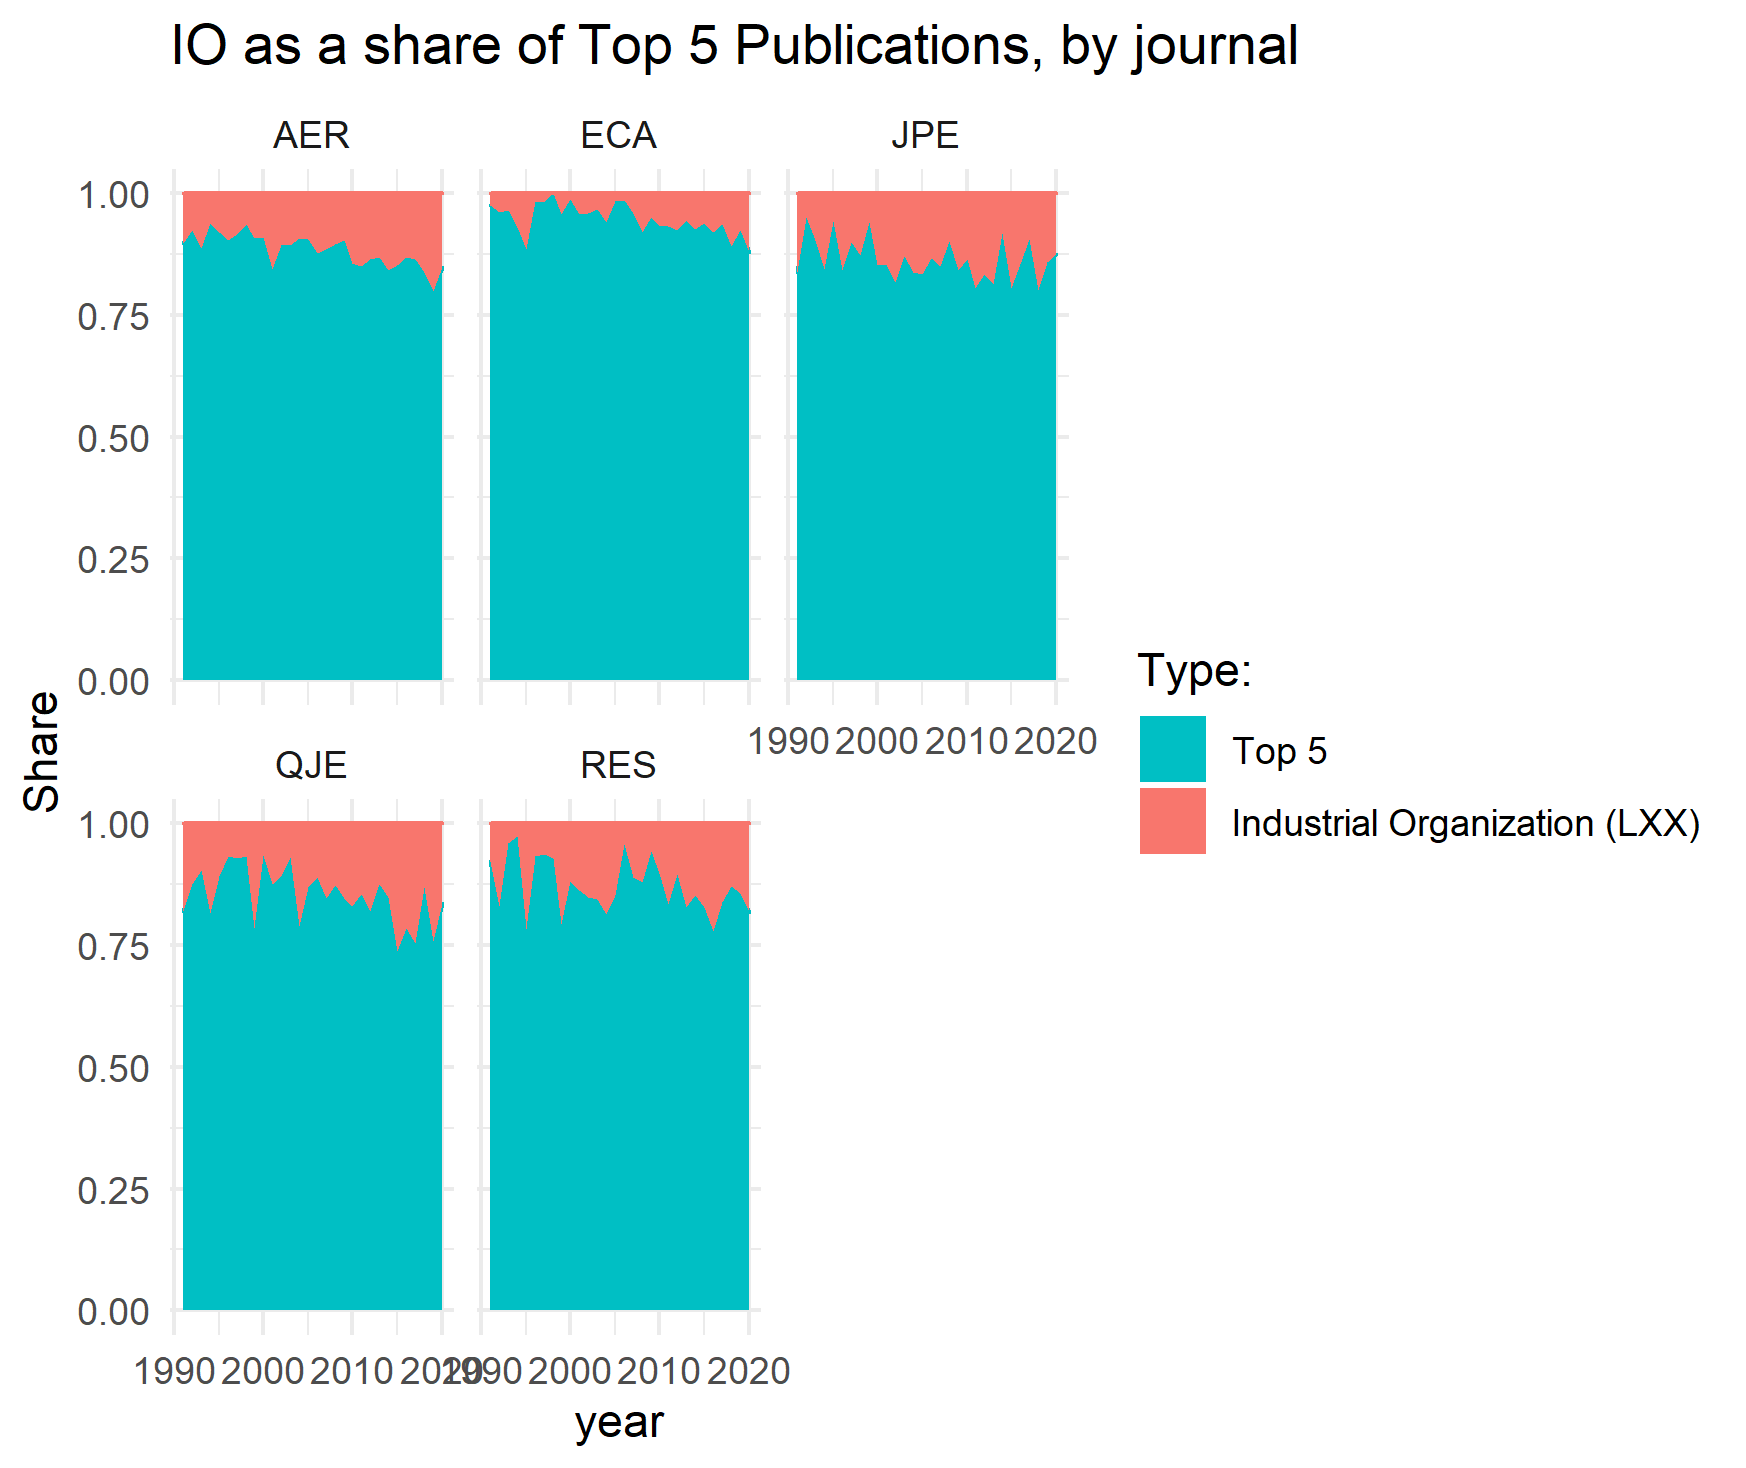 IO as a share of Top 5 Publications, by journal
AER
ECA
JPE
1.00
0.75
0.50
0.25
0.00
1990 2000 2010 2020
QJE
RES
1.00
0.75
0.50
0.25
0.00
1990 2000 2010 2020
1990 2000 2010 2020
Share
year
Type:
Top 5
Industrial Organization (LXX)